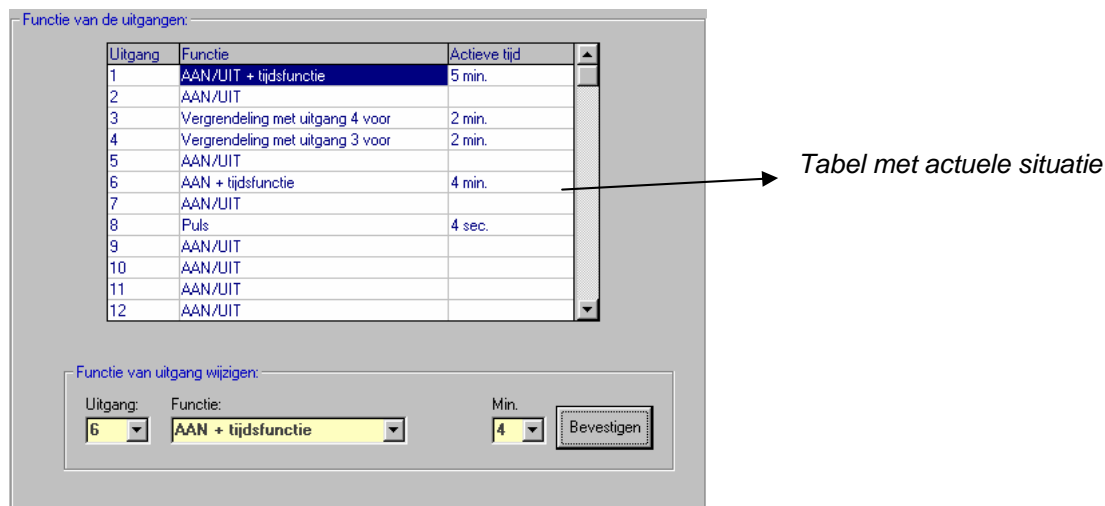 Functie van de uitgangen:
Uitgang Functie Actieve tijd
1 AAN/UIT + tijdsfunctie 5 min.
2 AAN/UIT
3 Vergrendeling met uitgang 4 voor 2 min.
4 Vergrendeling met uitgang 3 voor 2 min.
5 AAN/UIT
6 AAN + tijdsfunctie 4 min.
7 AAN/UIT
8 Puls 4 sec.
9 AAN/UIT
10 AAN/UIT
11 AAN/UIT
12 AAN/UIT
Tabel met actuele situatie
Functie van uitgang wijzigen:
Uitgang: Functie: Min.
6 AAN + tijdsfunctie 4 Bevestigen